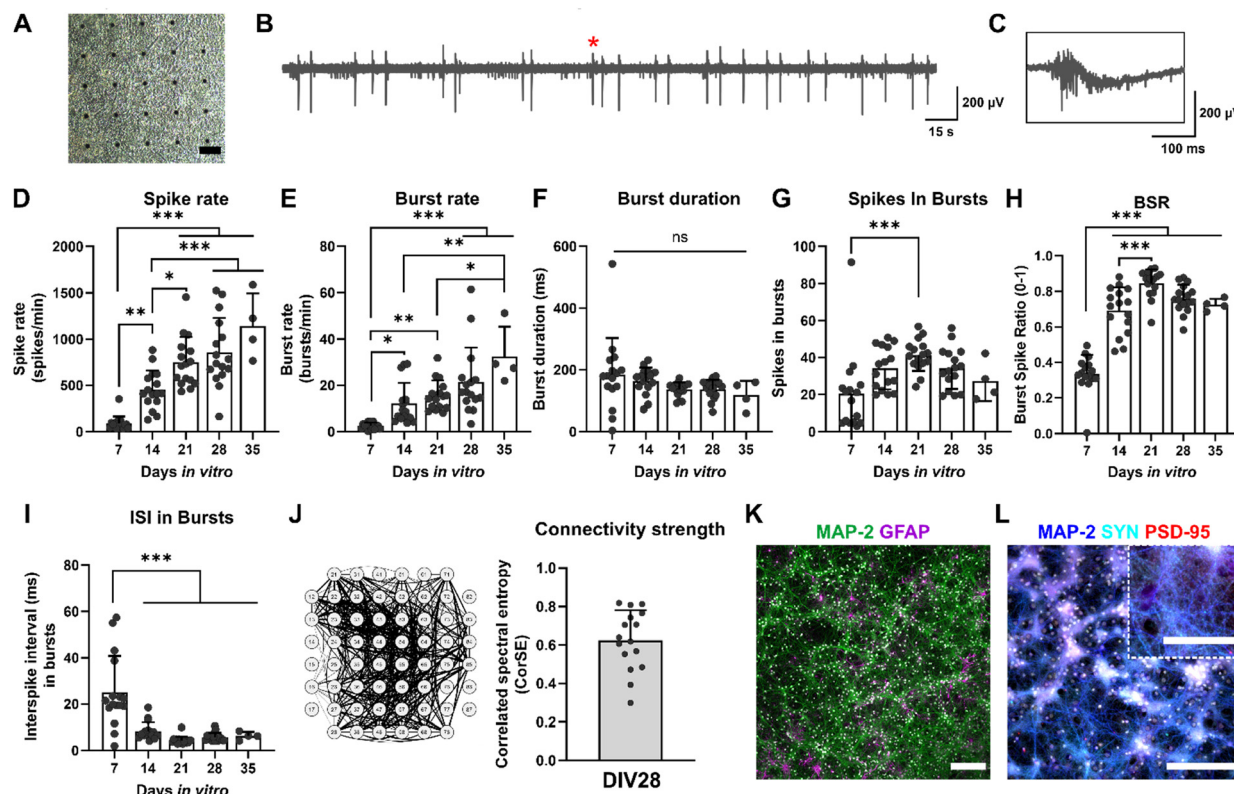 A
B
*
200 µV
15 s
C
200 µV
100 ms
D
Spike rate
***
***
*
**
2000
1500
1000
500
0
Spike rate
(spikes/min)
7 14 21 28 35
Days in vitro
E
Burst rate
***
**
*
**
*
80
60
40
20
0
Burst rate
(bursts/min)
7 14 21 28 35
Days in vitro
F
Burst duration
ns
600
400
200
0
Burst duration (ms)
7 14 21 28 35
Days in vitro
G
Spikes In Bursts
***
100
80
60
40
20
0
Spikes in bursts
7 14 21 28 35
Days in vitro
H
BSR
***
***
1.0
0.8
0.6
0.4
0.2
0.0
Burst Spike Ratio (0-1)
7 14 21 28 35
Days in vitro
I
ISI in Bursts
***
80
60
40
20
0
Interspike interval (ms)
in bursts
7 14 21 28 35
Days in vitro
J
Connectivity strength
1.0
0.8
0.6
0.4
0.2
0.0
Correlated spectral entropy
(CorSE)
DIV28
K
MAP-2 GFAP
L
MAP-2 SYN PSD-95